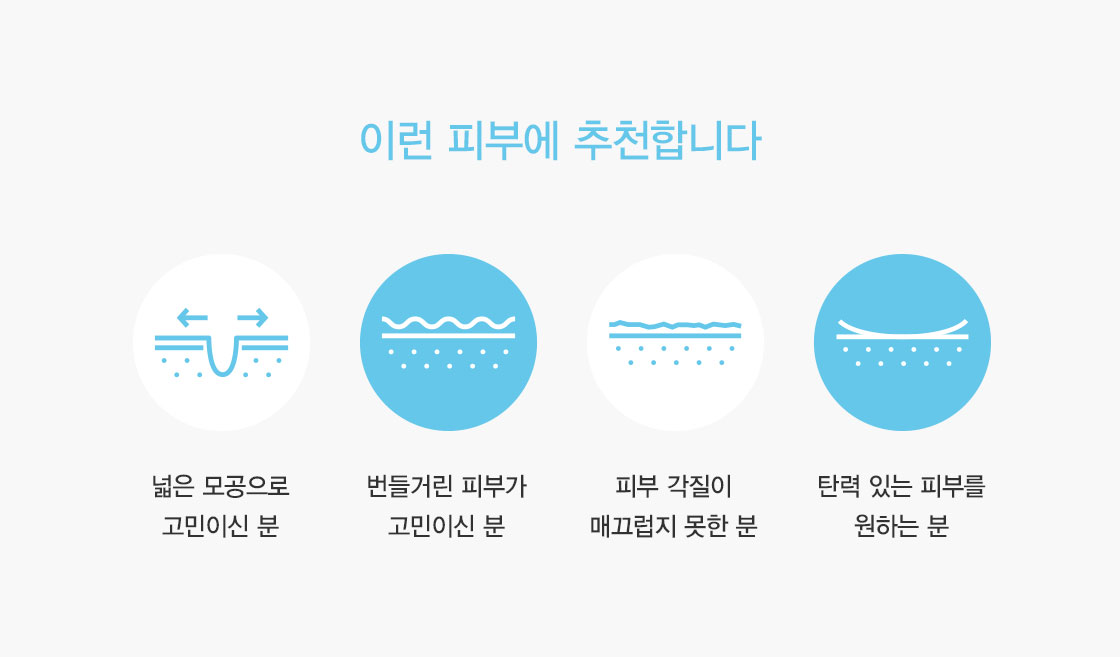 이런 피부에 추천합니다
넓은 모공으로
고민이신 분
번들거린 피부가
고민이신 분
피부 각질이
매끄럽지 못한 분
탄력 있는 피부를
원하는 분